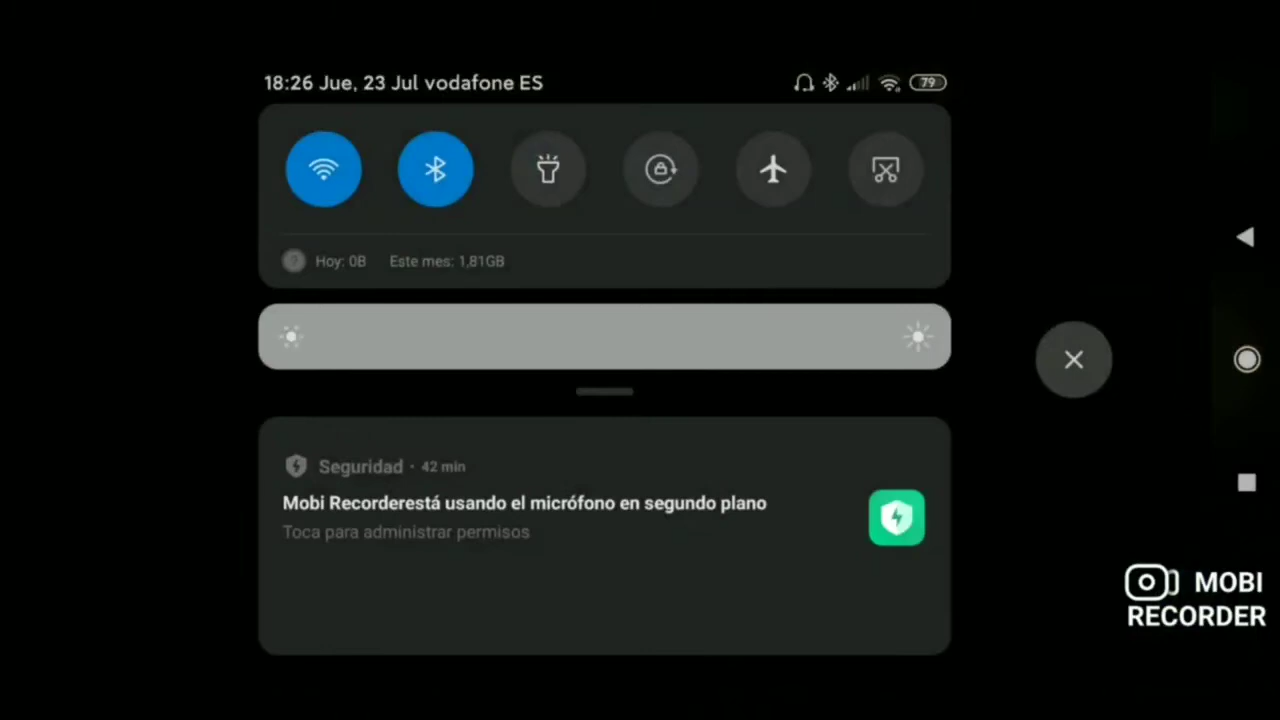 18:26 Jue, 23 Jul vodafone ES
79
Hoy: 0B Este mes: 1,81GB
Seguridad · 42 min
Mobi Recorderestá usando el micrófono en segundo plano
Toca para administrar permisos
MOBI
RECORDER